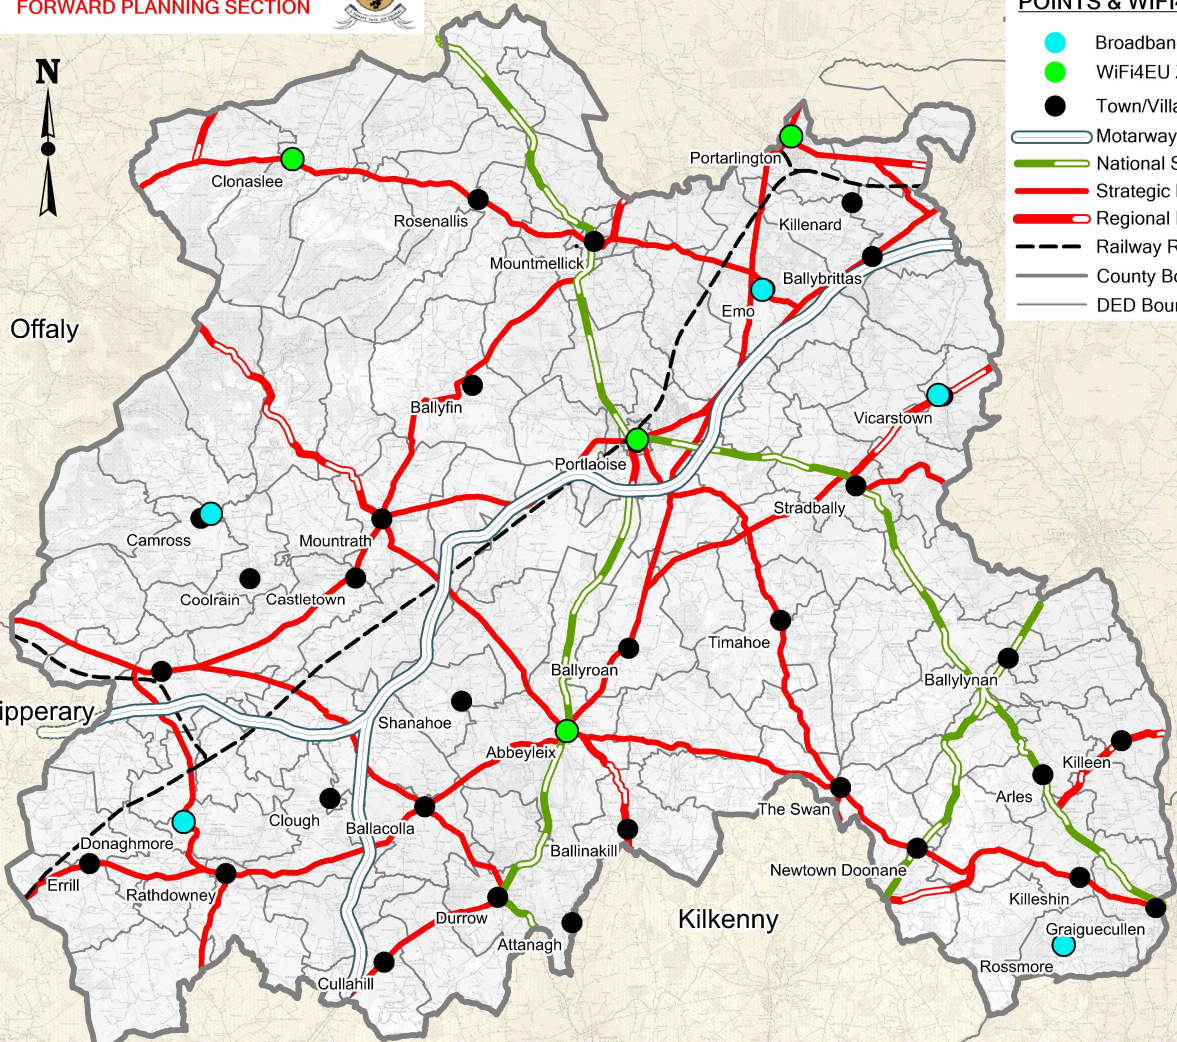 FORWARD PLANNING SECTION
POINTS & WIFI4
Broadban
WiFi4EU
Town/Villa
Motarway
National S
Strategic
Regional
Railway R
County Bo
DED Boun
N
Portarlington
Clonaslee
Rosenallis
Killenard
Mountmellick
Ballybrittas
Emo
Offaly
Ballyfin
Vicarstown
Portlaoise
Stradbally
Camross
Mountrath
Coolrain
Castletown
Timahoe
Ballyroan
Ballylynan
ipperary
Shanahoe
Abbeyleix
Killeen
Arles
The Swan
Clough
Ballacolla
Donaghmore
Ballinakill
Newtown Doonane
Errill
Rathdowney
Killeshin
Durrow
Kilkenny
Graiguecullen
Attanagh
Rossmore
Cullahill